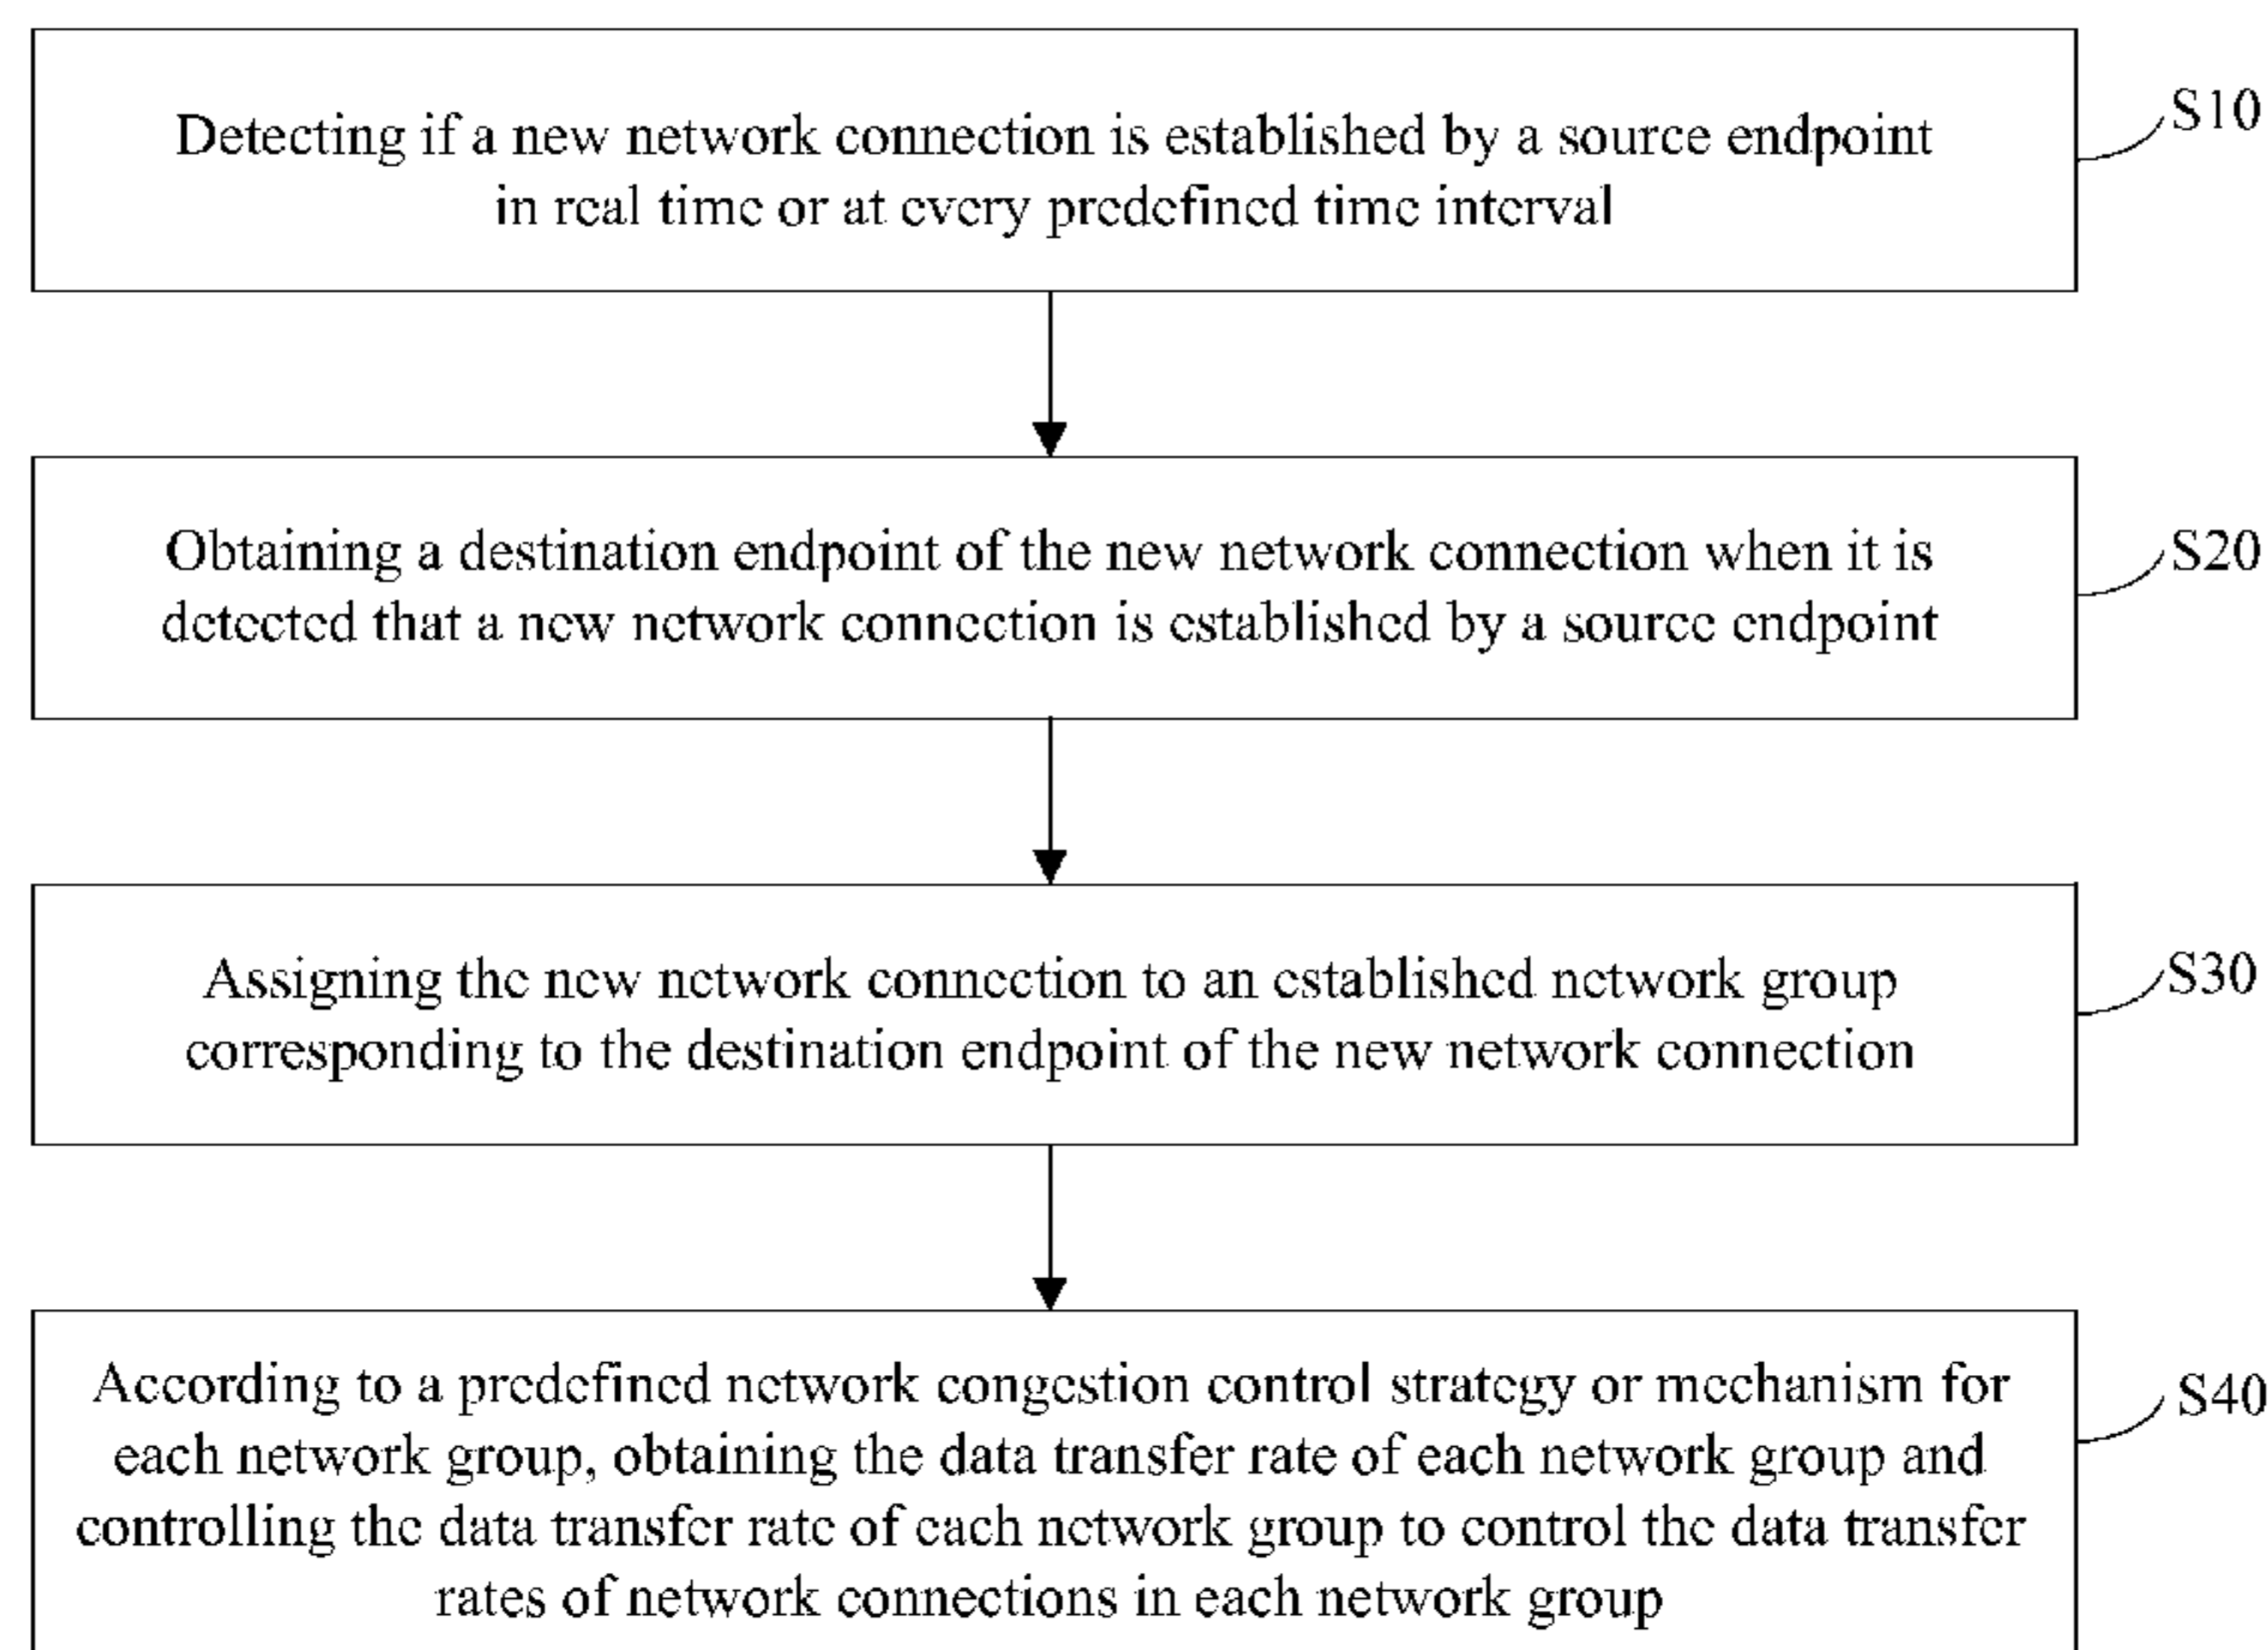 Detecting if a new network connection is established by a source endpoint
in real time or at every predefined time interval
S10
Obtaining a destination endpoint of the new network connection when it is
detected that a new network connection is established by a source endpoint
S20
Assigning the new network connection to an established network group
corresponding to the destination endpoint of the new network connection
S30
According to a predefined network congestion control strategy or mechanism for
each network group, obtaining the data transfer rate of each network group and
controlling the data transfer rate of each network group to control the data transfer
rates of network connections in each network group
S40